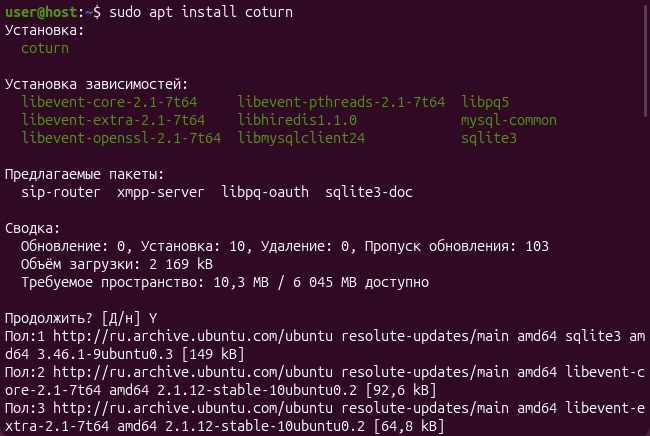 user@host:~$ sudo apt install coturn
Установка:
  coturn

Установка зависимостей:
  libevent-core-2.1-7t64     libevent-pthreads-2.1-7t64  libpq5
  libevent-extra-2.1-7t64    libhiredis1.1.0             mysql-common
  libevent-openssl-2.1-7t64  libmysqlclient24            sqlite3

Предлагаемые пакеты:
  sip-router  xmpp-server  libpq-oauth  sqlite3-doc

Сводка:
  Обновление: 0, Установка: 10, Удаление: 0, Пропуск обновления: 103
  Объём загрузки: 2 169 kB
  Требуемое пространство: 10,3 MB / 6 045 MB доступно

Продолжить? [Д/н] Y
Пол:1 http://ru.archive.ubuntu.com/ubuntu resolute-updates/main amd64 sqlite3 am
d64 3.46.1-9ubuntu0.3 [149 kB]
Пол:2 http://ru.archive.ubuntu.com/ubuntu resolute-updates/main amd64 libevent-c
ore-2.1-7t64 amd64 2.1.12-stable-10ubuntu0.2 [92,6 kB]
Пол:3 http://ru.archive.ubuntu.com/ubuntu resolute-updates/main amd64 libevent-e
xtra-2.1-7t64 amd64 2.1.12-stable-10ubuntu0.2 [64,8 kB]